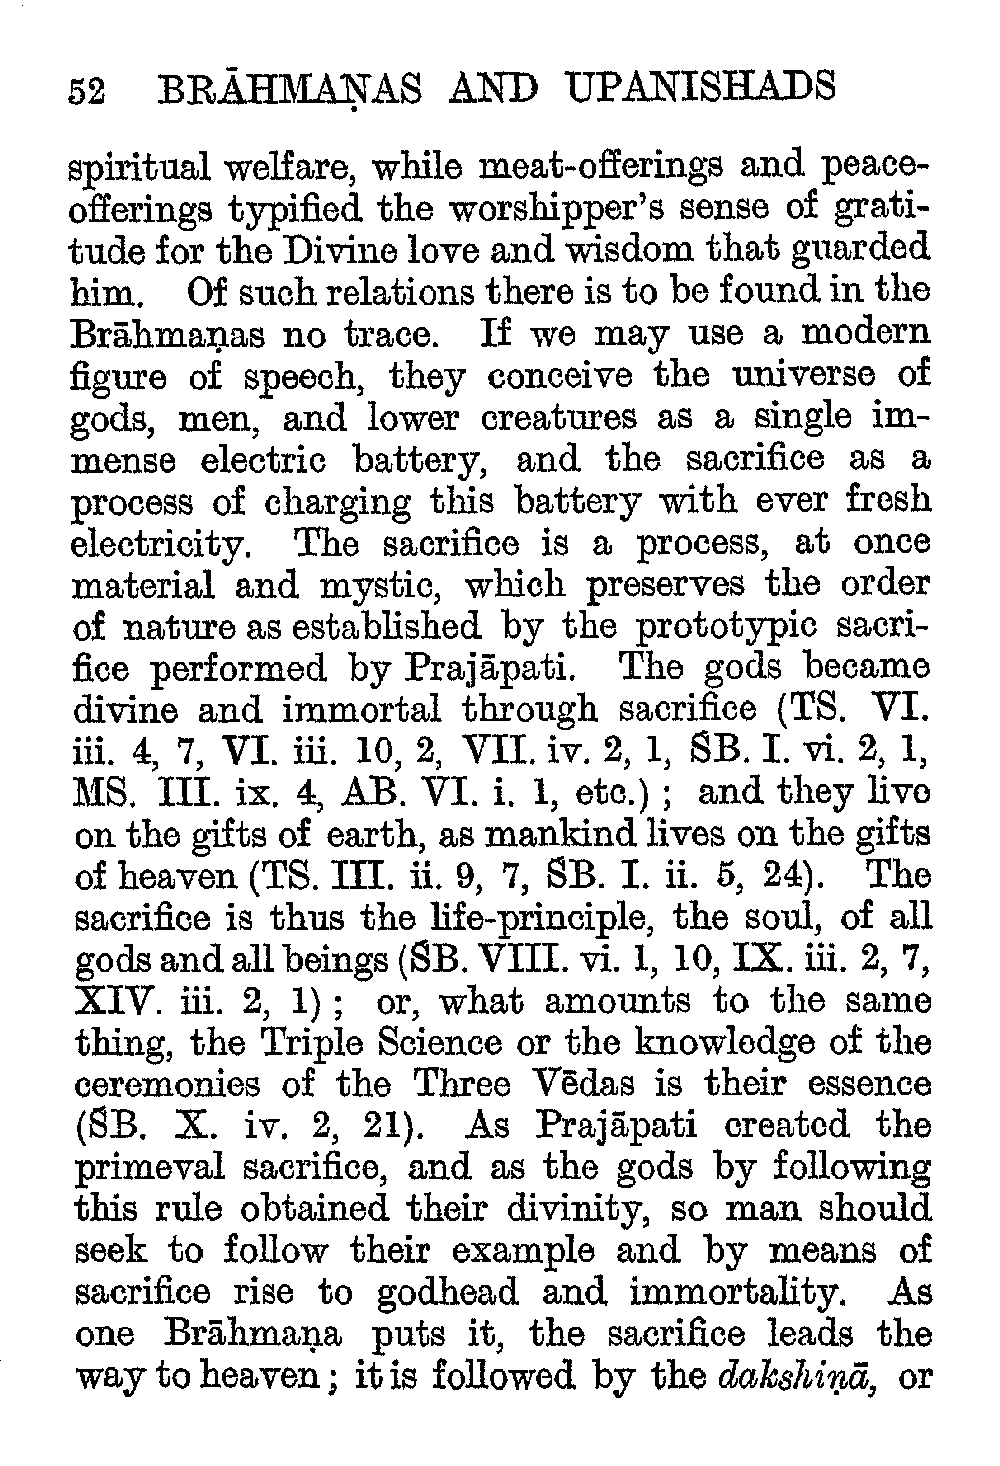 52 BRĀHMAṆAS AND UPANISHADS
spiritual welfare, while meat-offerings and peace-
offerings typified the worshipper's sense of grati-
tude for the Divine love and wisdom that guarded
him. Of such relations there is to be found in the
Brāhmaṇas no trace. If we may use a modern
figure of speech, they conceive the universe of
gods, men, and lower creatures as a single im-
mense electric battery, and the sacrifice as a
process of charging this battery with ever fresh
electricity. The sacrifice is a process, at once
material and mystic, which preserves the order
of nature as established by the prototypic sacri-
fice performed by Prajāpati. The gods became
divine and immortal through sacrifice (TS. VI.
iii. 4, 7, VI. iii. 10, 2, VII. iv. 2, 1, ŚB. I. vi. 2, 1,
MS. III. ix. 4, AB. VI. i. 1, etc.) ; and they live
on the gifts of earth, as mankind lives on the gifts
of heaven (TS. III. ii. 9, 7, ŚB. I. ii. 5, 24). The
sacrifice is thus the life-principle, the soul, of all
gods and all beings (ŚB. VIII. vi. 1, 10, IX. iii. 2, 7,
XIV. iii. 2, 1) ; or, what amounts to the same
thing, the Triple Science or the knowledge of the
ceremonies of the Three Vēdas is their essence
(ŚB. X. iv. 2, 21). As Prajāpati created the
primeval sacrifice, and as the gods by following
this rule obtained their divinity, so man should
seek to follow their example and by means of
sacrifice rise to godhead and immortality. As
one Brāhmaṇa puts it, the sacrifice leads the
way to heaven ; it is followed by the dakshiṇā, or